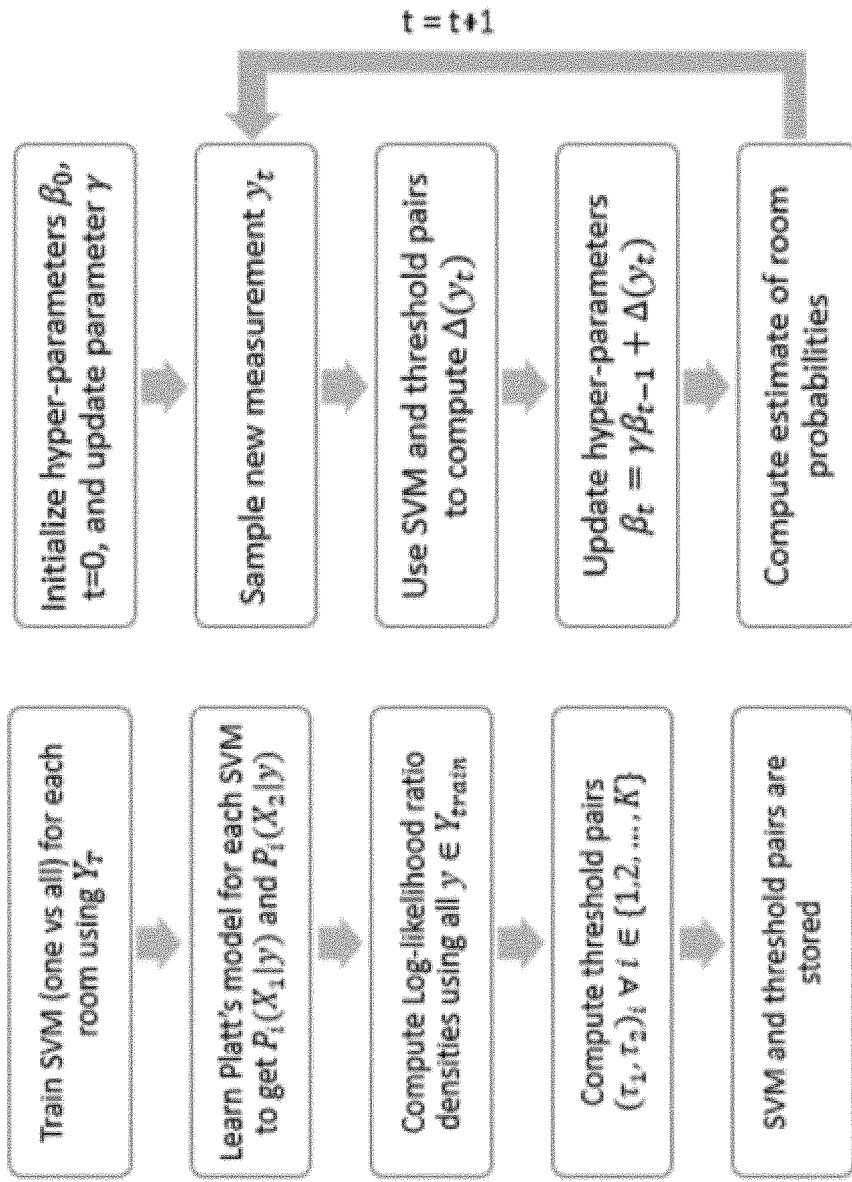 Train SVM (one vs all) for each
room using Y_T
Learn Platt's model for each SVM
to get P_i(X_1|y) and P_i(X_2|y)
Compute Log-likelihood ratio
densities using all y ∈ Y_train
Compute threshold pairs
(τ_1, τ_2)_i ∀ i ∈ {1,2, ..., K}
SVM and threshold pairs are
stored
Initialize hyper-parameters β_0,
t=0, and update parameter γ
Sample new measurement y_t
Use SVM and threshold pairs
to compute Δ(y_t)
Update hyper-parameters
β_t = γβ_{t−1} + Δ(y_t)
Compute estimate of room
probabilities
t = t+1